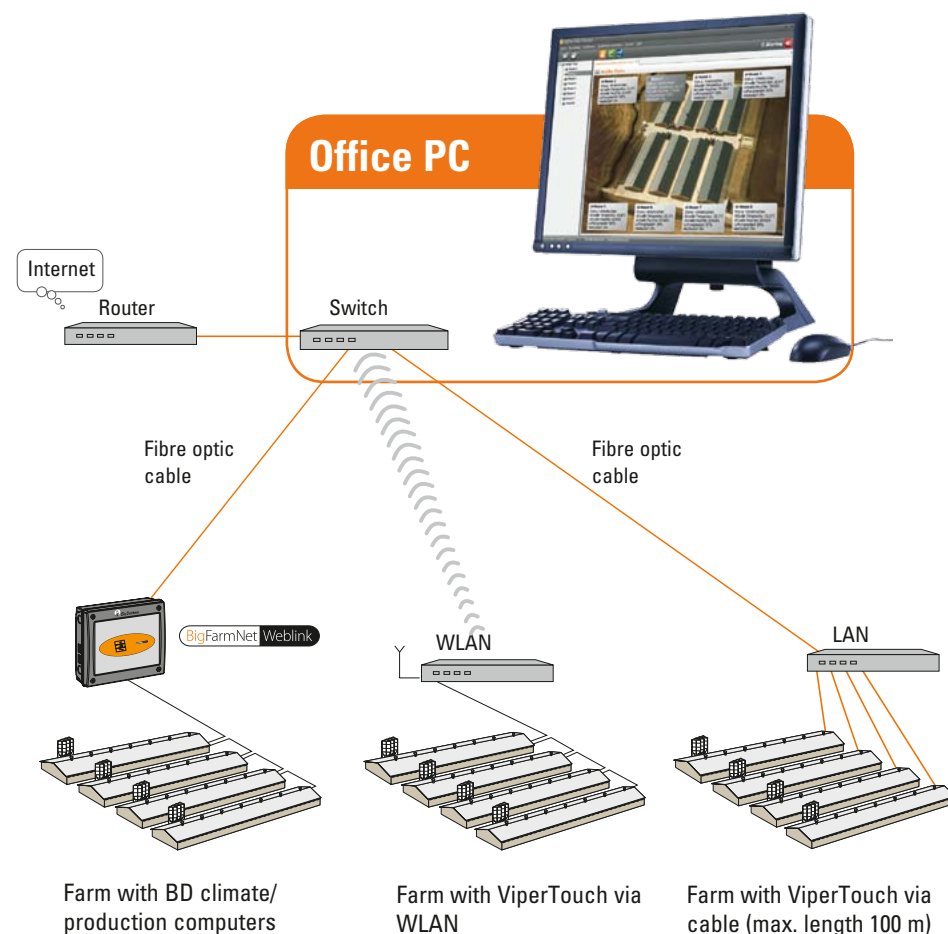 Office PC
Internet
Router
Switch
Fibre optic
cable
Fibre optic
cable
BigFarmNet Weblink
WLAN
LAN
Farm with BD climate/
production computers
Farm with ViperTouch via
WLAN
Farm with ViperTouch via
cable (max. length 100 m)